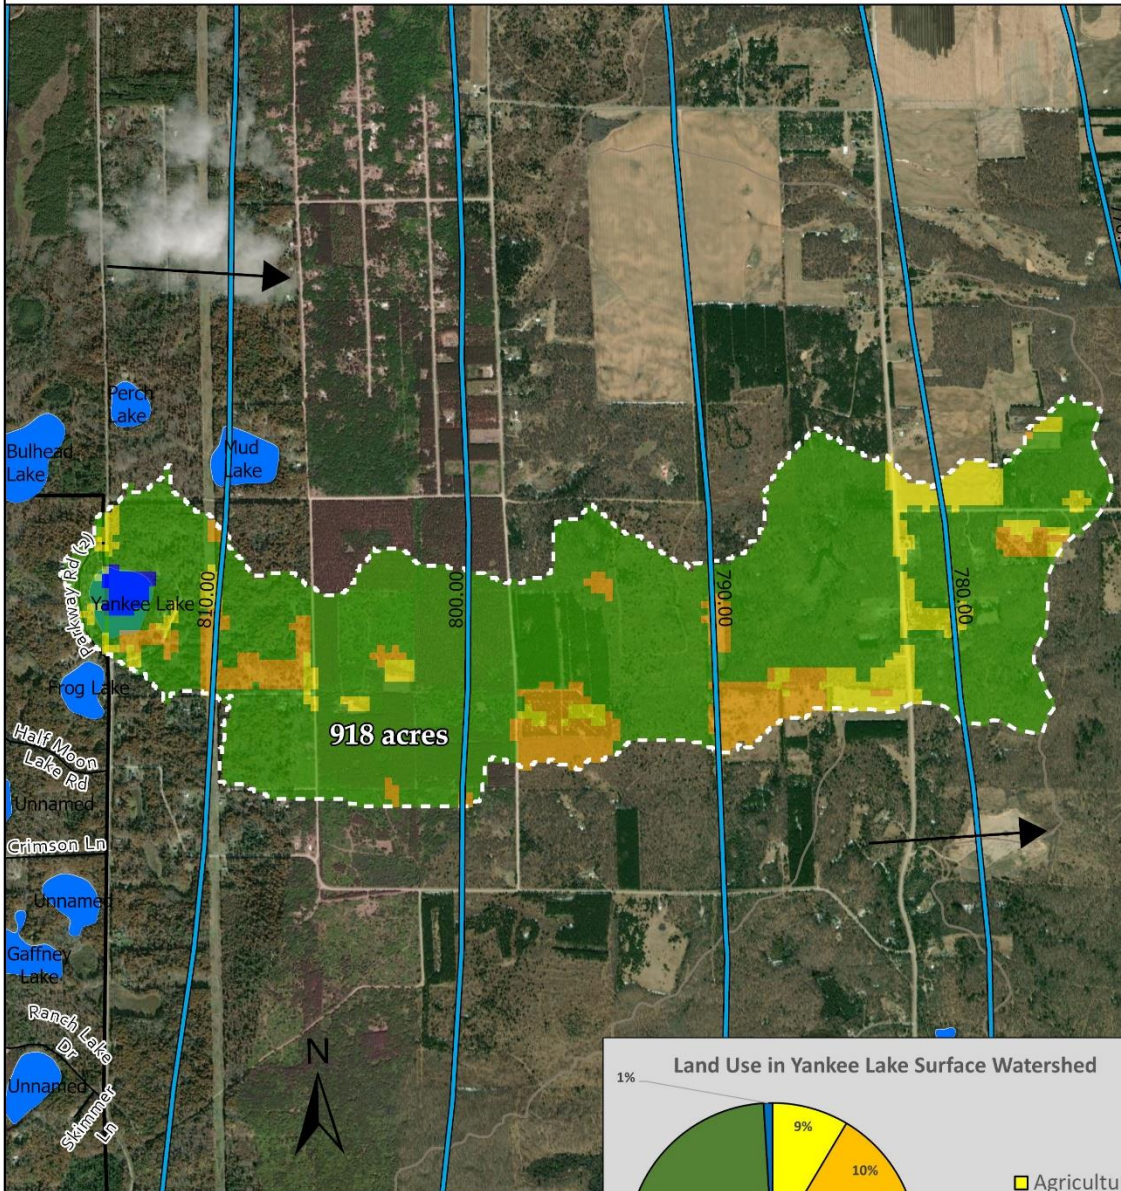 Perch
Lake
Bulhead
Lake
Mud
Lake
Parkway Rd (2)
Yankee Lake
810.00
800.00
790.00
780.00
Frog Lake
918 acres
Half Moon
Lake Rd
Unnamed
Crimson Ln
Unnamed
Gaffney
Lake
Ranch Lake
Dr
Unnamed
Skimmer
Ln
N
Land Use in Yankee Lake Surface Watershed
1%
9%
10%
Agricultu